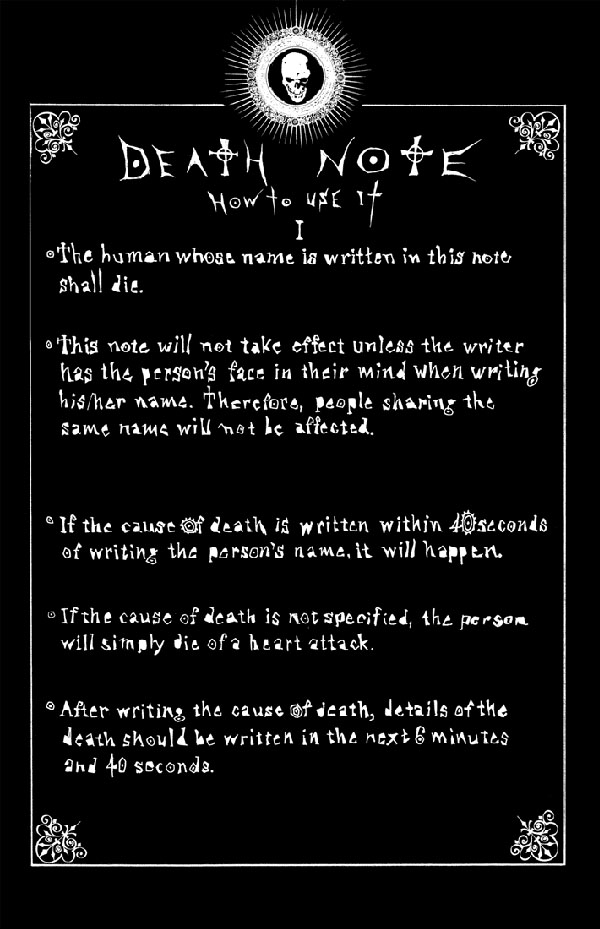 DEATH NOTE
HOW to USE IT
I
The human whose name is written in this note
shall die.
This note will not take effect unless the writer
has the person's face in their mind when writing
his/her name. Therefore, people sharing the
same name will not be affected.
If the cause of death is written within 40 seconds
of writing the person's name, it will happen.
If the cause of death is not specified, the person
will simply die of a heart attack.
After writing the cause of death, details of the
death should be written in the next 6 minutes
and 40 seconds.